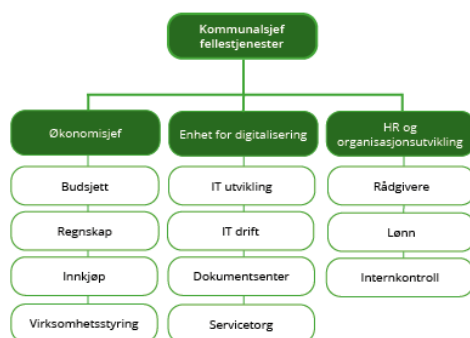 Kommunalsjef
fellestjenester
Økonomisjef
Enhet for digitalisering
HR og
organisasjonsutvikling
Budsjett
IT utvikling
Rådgivere
Regnskap
IT drift
Lønn
Innkjøp
Dokumentsenter
Internkontroll
Virksomhetsstyring
Servicetorg